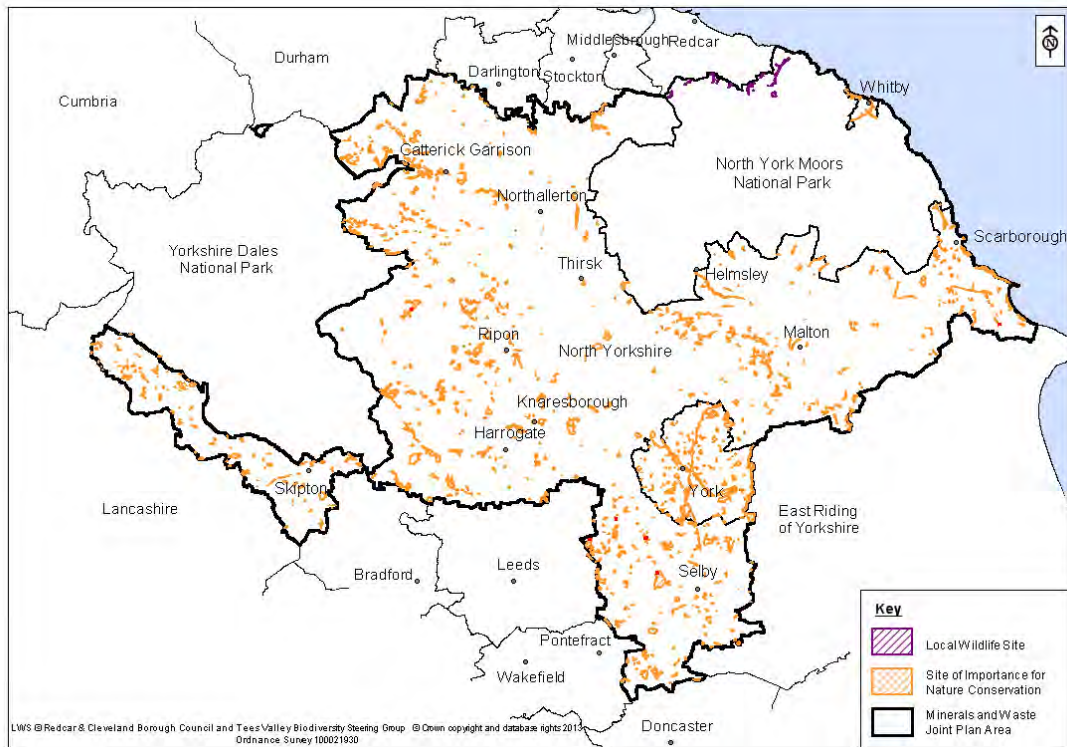 Middlesbrough
Redcar
N
Durham
Darlington
Stockton
Cumbria
Whitby
Catterick Garrison
North York Moors
National Park
Northallerton
Scarborough
Yorkshire Dales
National Park
Thirsk
Helmsley
Ripon
North Yorkshire
Malton
Knaresborough
Harrogate
Skipton
York
Lancashire
East Riding
of Yorkshire
Bradford
Leeds
Selby
Pontefract
Wakefield
Doncaster
Key
Local Wildlife Site
Site of Importance for
Nature Conservation
Minerals and Waste
Joint Plan Area
LWS © Redcar & Cleveland Borough Council and Tees Valley Biodiversity Steering Group © Crown copyright and database rights 2013
Ordnance Survey 100021930